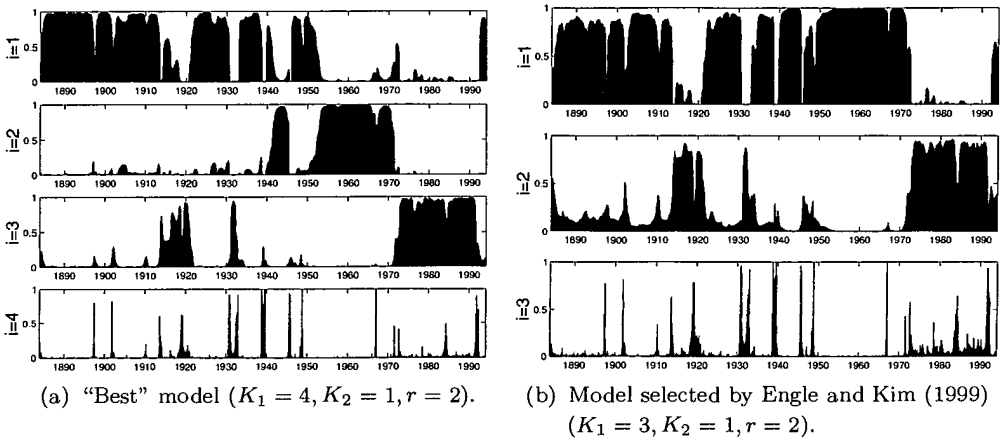 i=1
1
0.5
0
1890 1900 1910 1920 1930 1940 1950 1960 1970 1980 1990
i=2
1
0.5
0
1890 1900 1910 1920 1930 1940 1950 1960 1970 1980 1990
i=3
1
0.5
0
1890 1900 1910 1920 1930 1940 1950 1960 1970 1980 1990
i=4
1
0.5
0
1890 1900 1910 1920 1930 1940 1950 1960 1970 1980 1990
(a) “Best” model (K₁ = 4, K₂ = 1, r = 2).
i=1
1
0.5
0
1890 1900 1910 1920 1930 1940 1950 1960 1970 1980 1990
i=2
1
0.5
0
1890 1900 1910 1920 1930 1940 1950 1960 1970 1980 1990
i=3
1
0.5
0
1890 1900 1910 1920 1930 1940 1950 1960 1970 1980 1990
(b) Model selected by Engle and Kim (1999)
(K₁ = 3, K₂ = 1, r = 2).